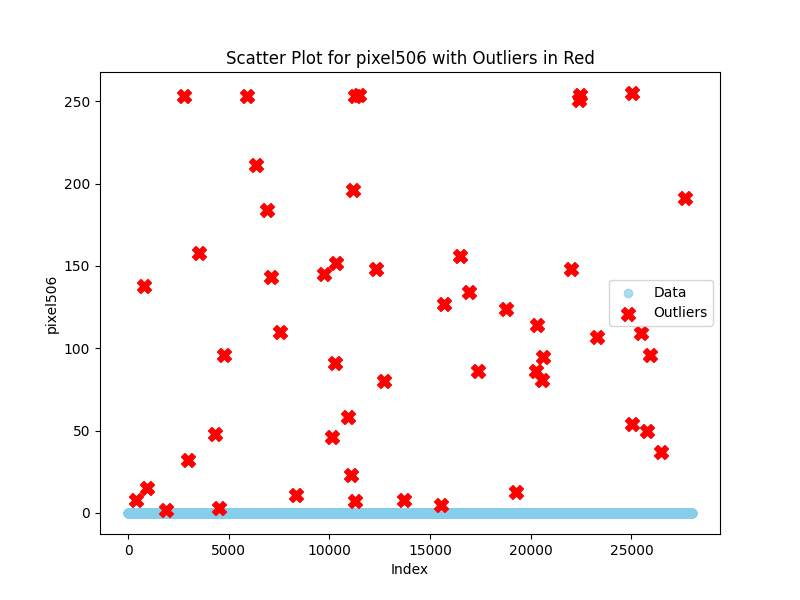 Scatter Plot for pixel506 with Outliers in Red
250
200
150
100
50
0
pixel506
Data
Outliers
0 5000 10000 15000 20000 25000
Index